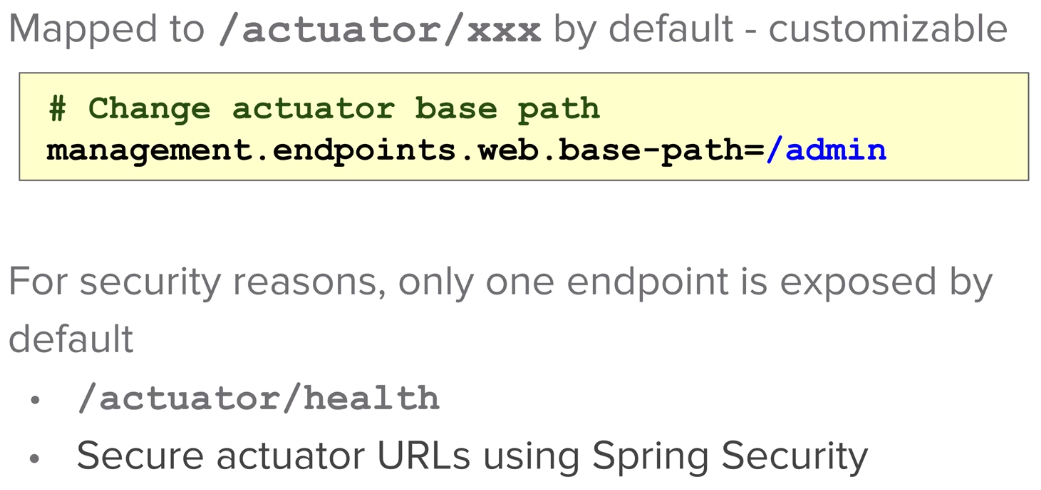 Mapped to /actuator/xxx by default - customizable
# Change actuator base path
management.endpoints.web.base-path=/admin
For security reasons, only one endpoint is exposed by
default
• /actuator/health
• Secure actuator URLs using Spring Security